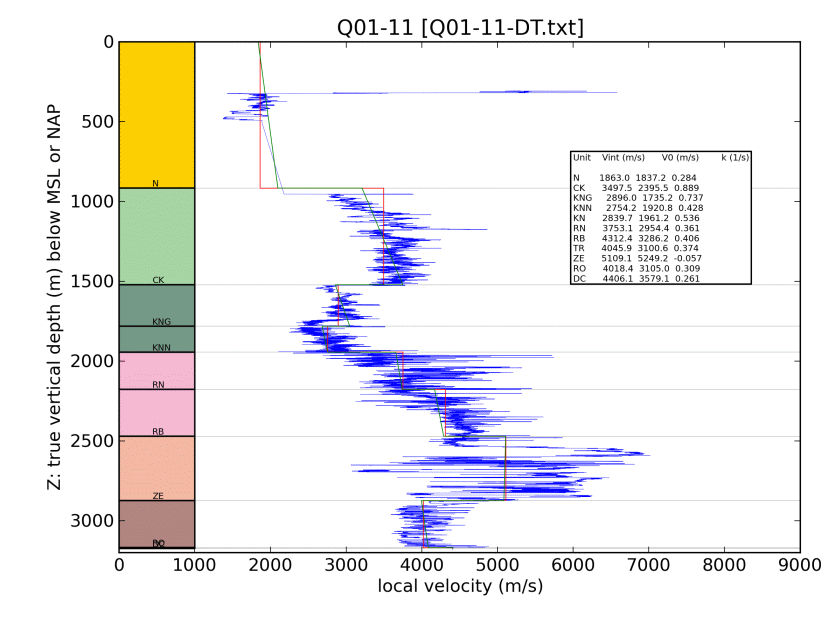 Q01-11 [Q01-11-DT.txt]
Z: true vertical depth (m) below MSL or NAP
0
500
1000
1500
2000
2500
3000
N
CK
KNG
KNN
RN
RB
ZE
Unit Vint (m/s) V0 (m/s) k (1/s)
N 1863.0 1837.2 0.284
CK 3497.5 2395.5 0.889
KNG 2896.0 1735.2 0.737
KNN 2754.2 1920.8 0.428
KN 2839.7 1961.2 0.536
RN 3753.1 2954.4 0.361
RB 4312.4 3286.2 0.406
TR 4045.9 3100.6 0.374
ZE 5109.1 5249.2 -0.057
RO 4018.4 3105.0 0.309
DC 4406.1 3579.1 0.261
0 1000 2000 3000 4000 5000 6000 7000 8000 9000
local velocity (m/s)